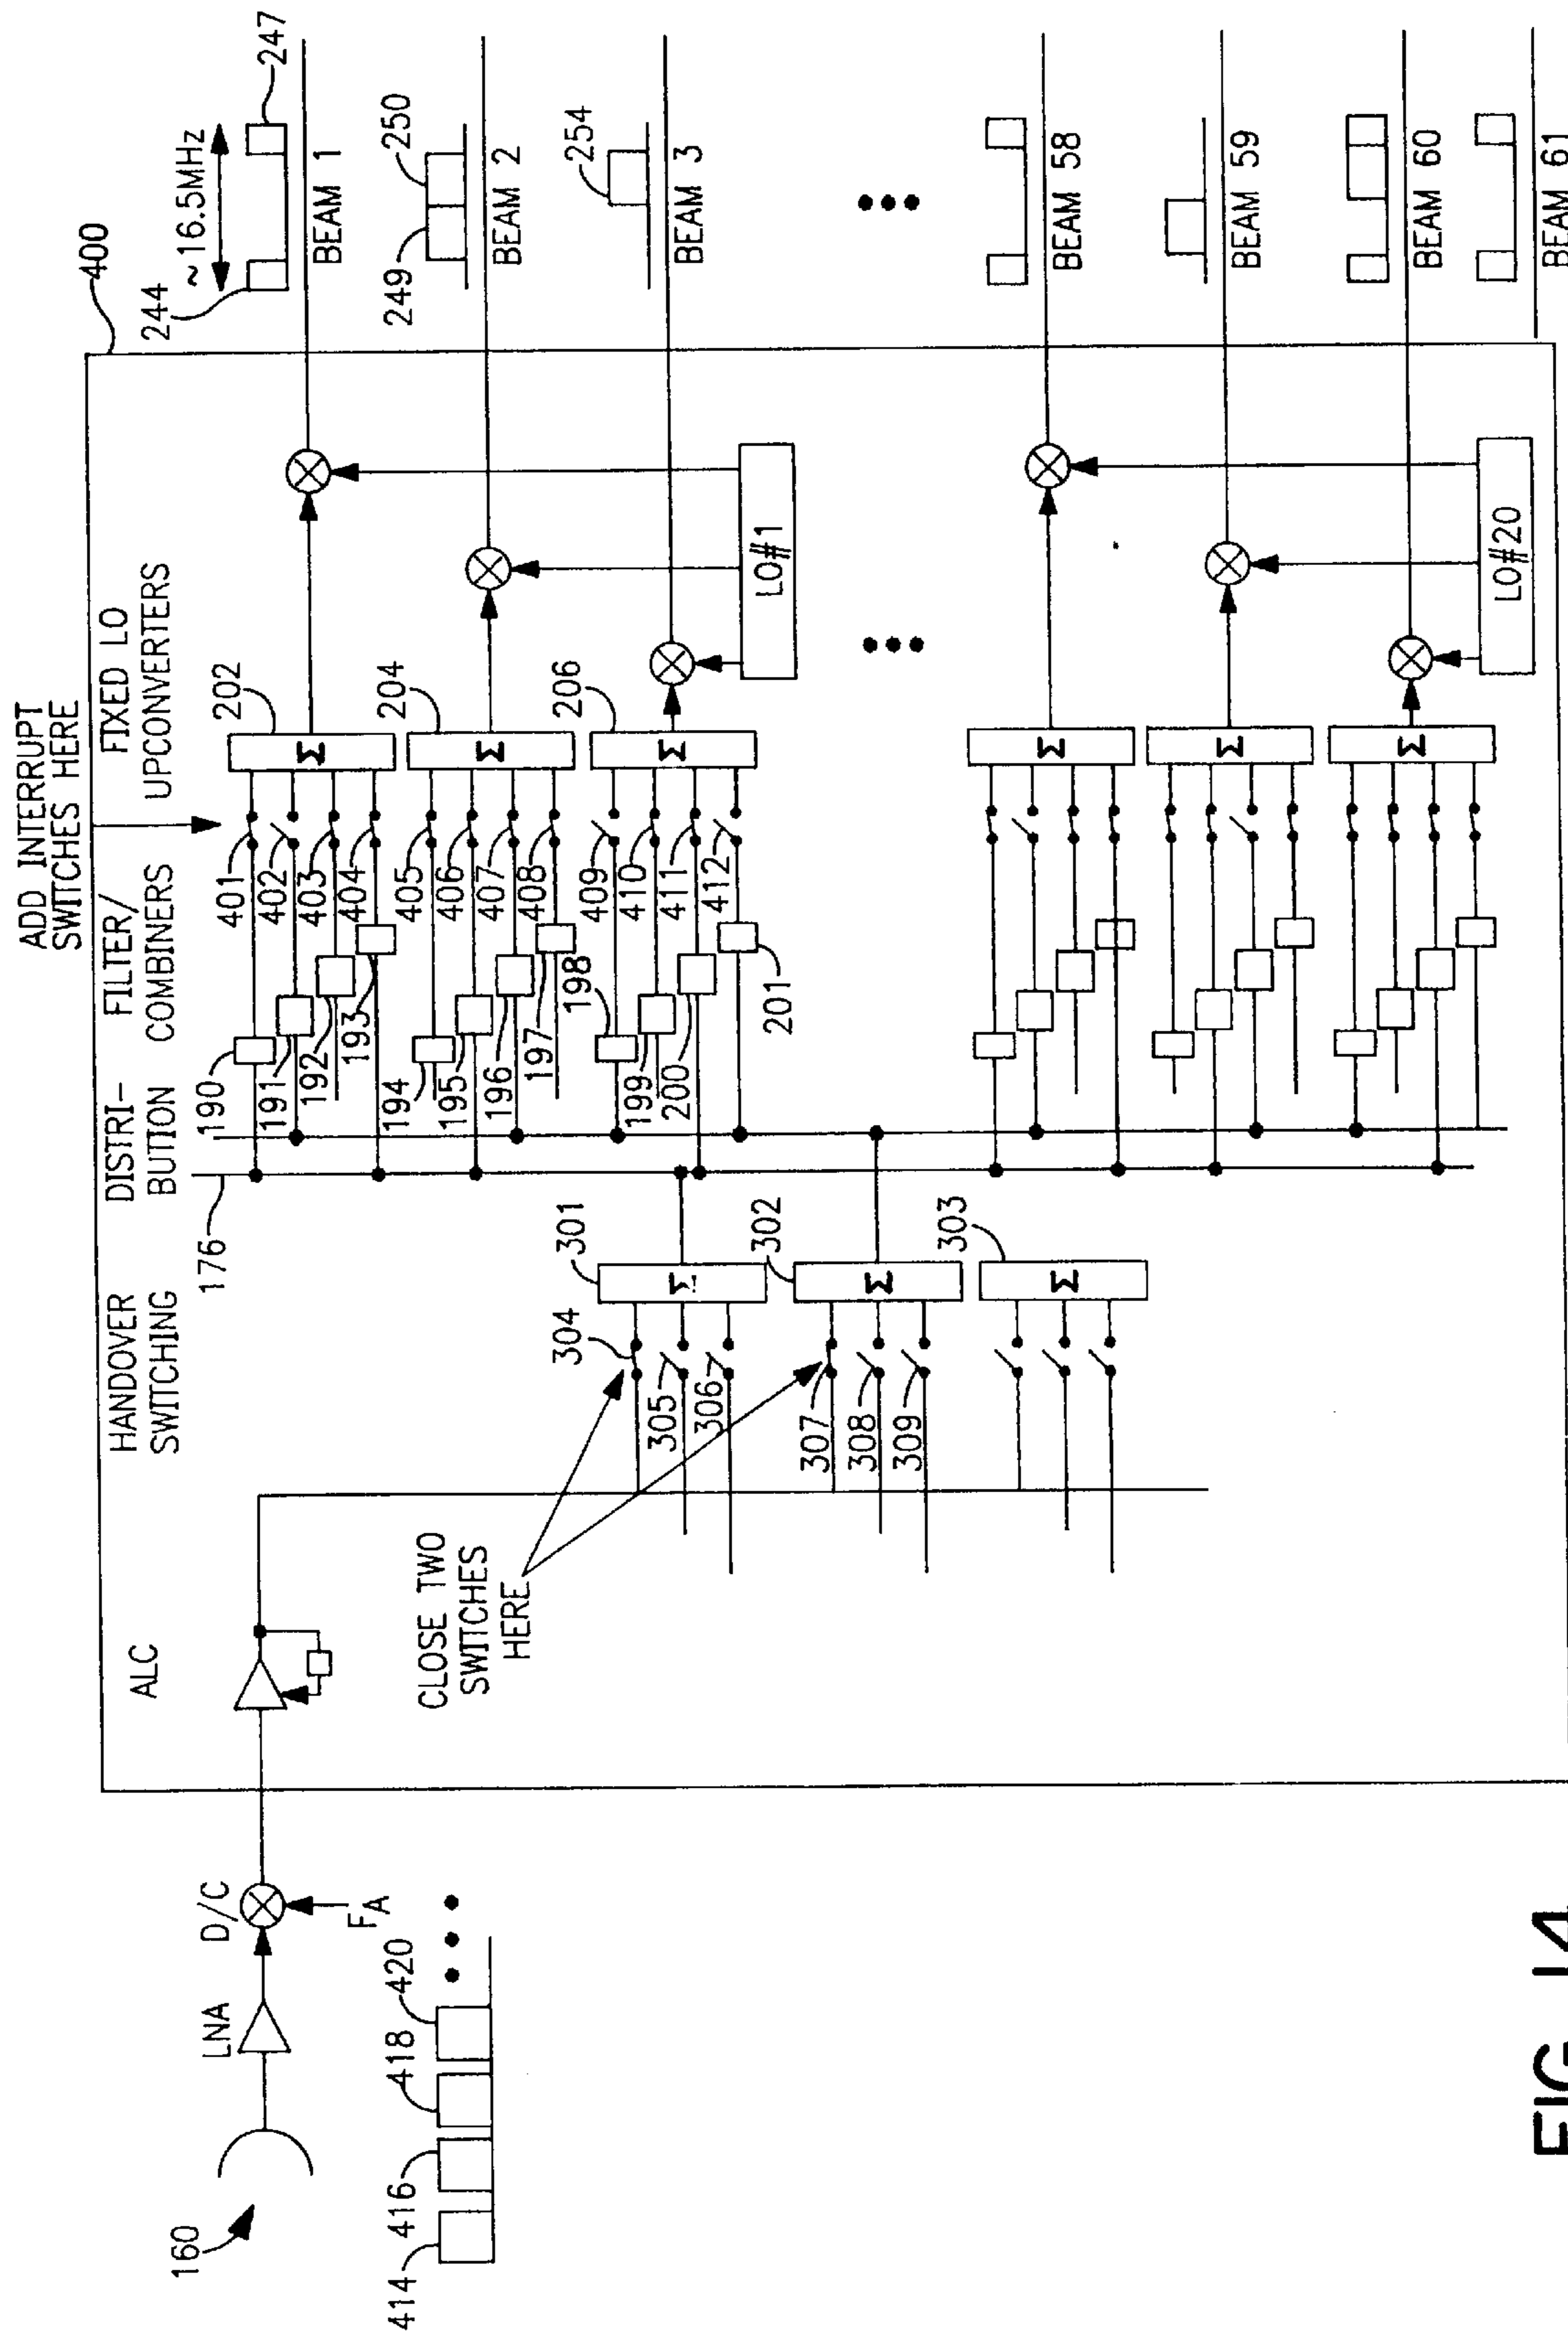 ADD INTERRUPT
SWITCHES HERE
400
ALC
HANDOVER
SWITCHING
DISTRI-
BUTION
FILTER/
COMBINERS
FIXED LO
UPCONVERTERS
160
LNA
D/C
FA
414
416
418
420
CLOSE TWO
SWITCHES
HERE
304
305
306
301
Σ
307
308
309
302
Σ
303
Σ
176
190
191
192
193
401
402
403
404
202
Σ
194
195
196
197
405
406
407
408
204
Σ
198
199
200
201
409
410
411
412
206
Σ
LO#1
Σ
Σ
Σ
LO#20
244
~16.5MHz
247
BEAM 1
249
250
BEAM 2
254
BEAM 3
BEAM 58
BEAM 59
BEAM 60
BEAM 61
FIG. 14